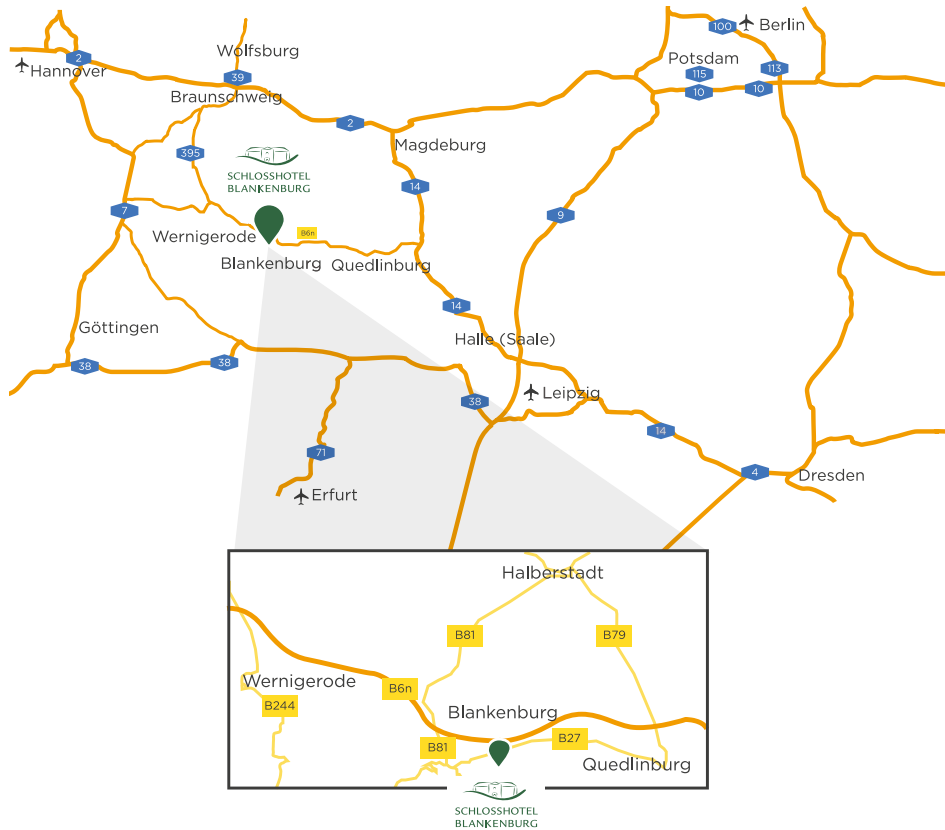 100
Berlin
2
Wolfsburg
Potsdam
Hannover
39
115
113
Braunschweig
10
10
2
Magdeburg
395
SCHLOSSHOTEL
BLANKENBURG
14
7
9
Wernigerode
B6n
Blankenburg
Quedlinburg
14
Göttingen
Halle (Saale)
38
38
Leipzig
38
14
71
4
Dresden
Erfurt
Halberstadt
B81
B79
Wernigerode
B6n
B244
Blankenburg
B81
B27
Quedlinburg
SCHLOSSHOTEL
BLANKENBURG